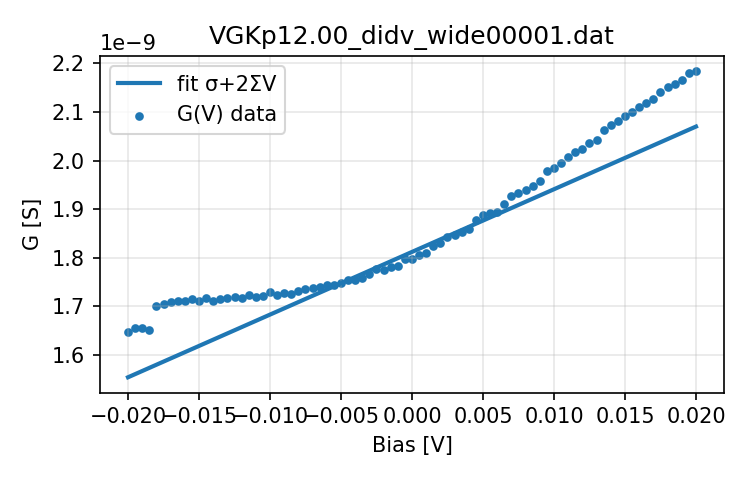 VGKp12.00_didv_wide00001.dat
1e−9
fit σ+2ΣV
G(V) data
2.2
2.1
2.0
1.9
1.8
1.7
1.6
G [S]
−0.020 −0.015 −0.010 −0.005 0.000 0.005 0.010 0.015 0.020
Bias [V]